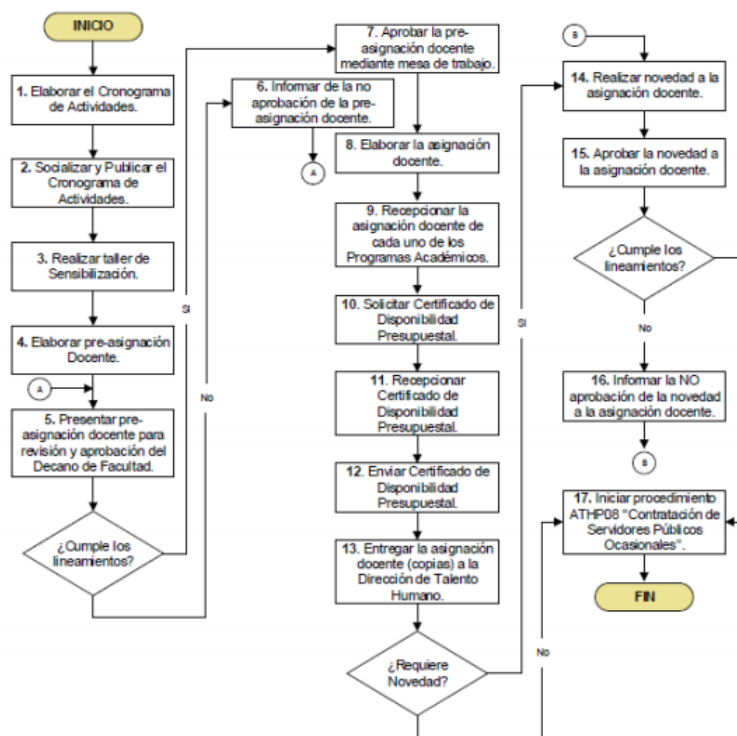 INICIO
1. Elaborar el Cronograma
de Actividades.
2. Socializar y Publicar el
Cronograma de
Actividades.
3. Realizar taller de
Sensibilización.
4. Elaborar pre-asignación
Docente.
A
5. Presentar pre-
asignación docente para
revisión y aprobación del
Decano de Facultad.
¿Cumple los
lineamientos?
SI
No
6. Informar de la no
aprobación de la pre-
asignación docente.
A
7. Aprobar la pre-
asignación docente
mediante mesa de trabajo.
8. Elaborar la asignación
docente.
9. Recepcionar la
asignación docente de
cada uno de los
Programas Académicos.
10. Solicitar Certificado de
Disponibilidad
Presupuestal.
11. Recepcionar
Certificado de
Disponibilidad
Presupuestal.
12. Enviar Certificado de
Disponibilidad
Presupuestal.
13. Entregar la asignación
docente (copias) a la
Dirección de Talento
Humano.
¿Requiere
Novedad?
SI
No
B
14. Realizar novedad a la
asignación docente.
15. Aprobar la novedad a
la asignación docente.
¿Cumple los
lineamientos?
No
16. Informar la NO
aprobación de la novedad
a la asignación docente.
B
17. Iniciar procedimiento
ATHP08 “Contratación de
Servidores Públicos
Ocasionales”.
FIN